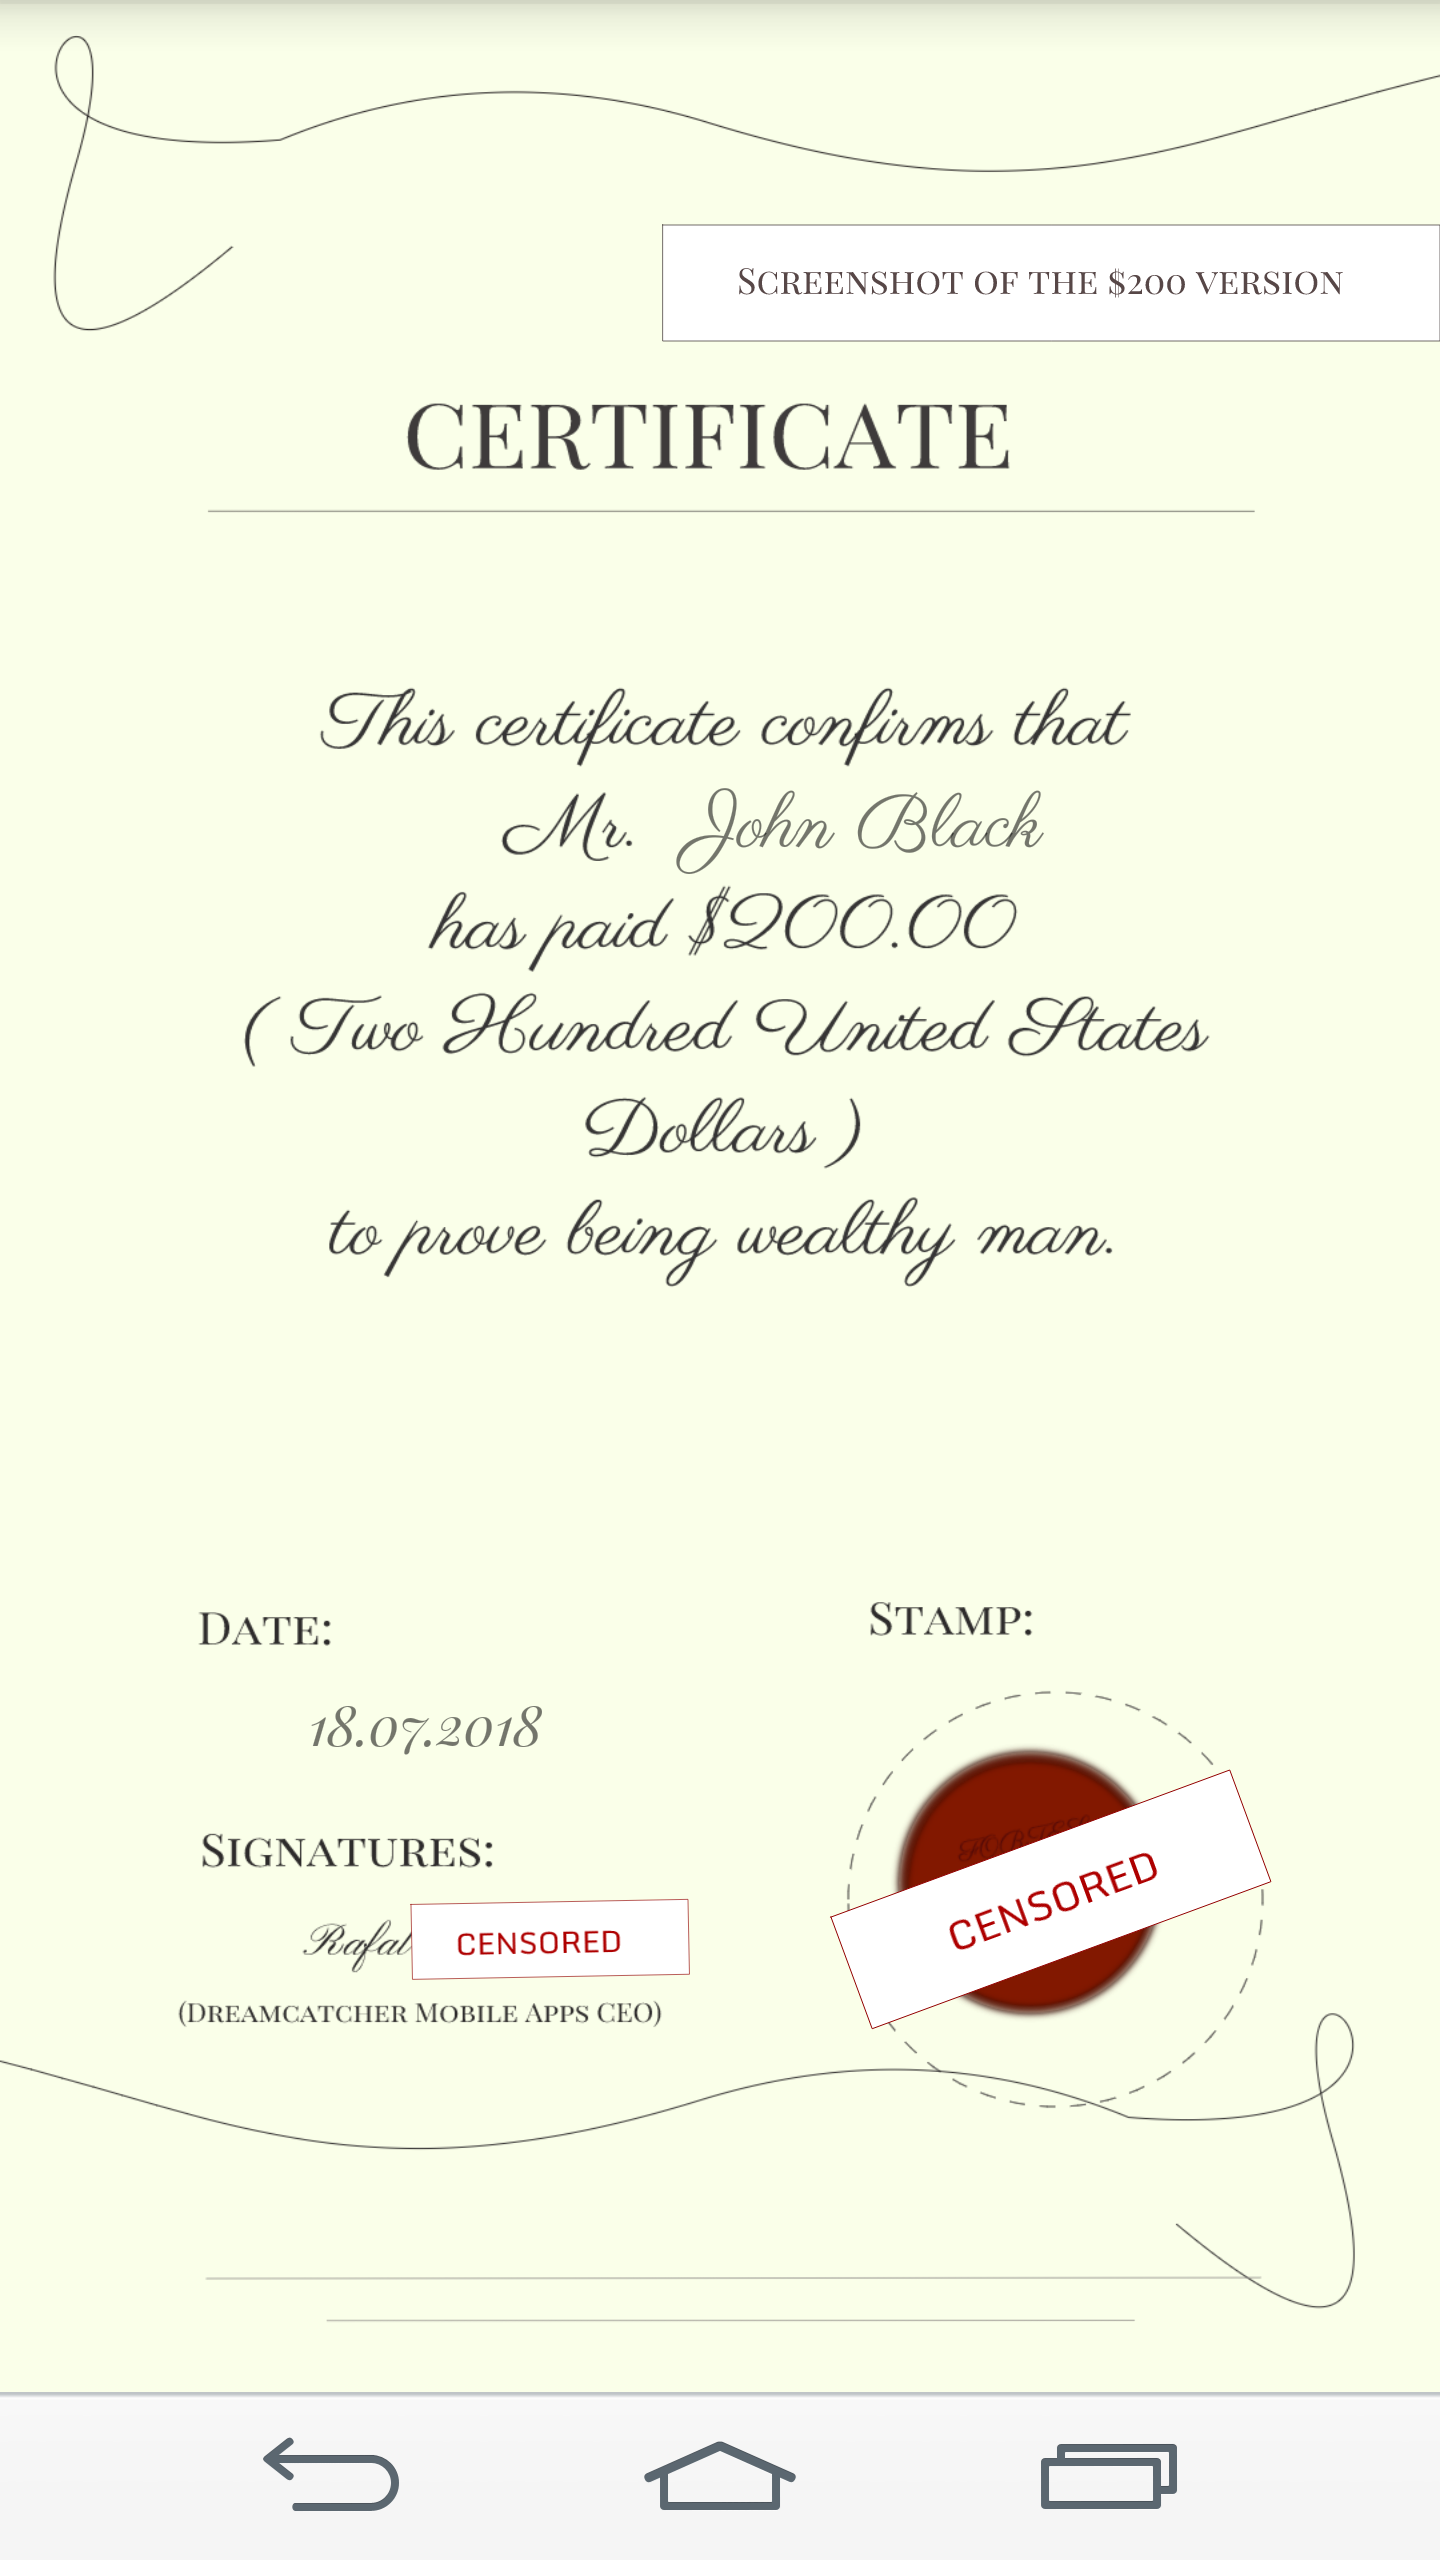 Screenshot of the $200 version
CERTIFICATE
This certificate confirms that
Mr. John Black
has paid $200.00
( Two Hundred United States
Dollars )
to prove being wealthy man.
Date:
Stamp:
18.07.2018
Signatures:
Rafal CENSORED
CENSORED
(Dreamcatcher Mobile Apps CEO)